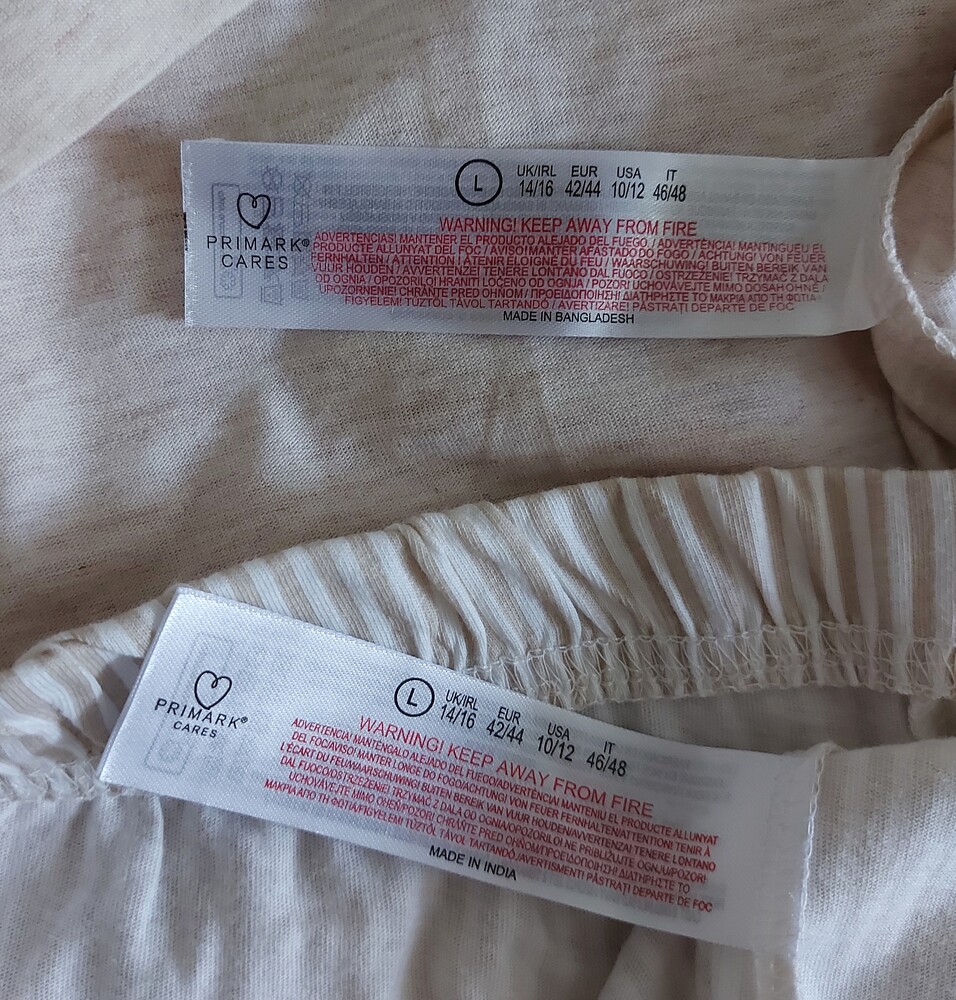 PRIMARK®
CARES
L
UK/IRL EUR USA IT
14/16 42/44 10/12 46/48
WARNING! KEEP AWAY FROM FIRE
ADVERTENCIAS! MANTENER EL PRODUCTO ALEJADO DEL FUEGO. / ADVERTÈNCIA! MANTINGUEU EL
PRODUCTE ALLUNYAT DEL FOC / AVISO! MANTER AFASTADO DO FOGO / ACHTUNG! VON FEUER
FERNHALTEN / ATTENTION! A TENIR ELOIGNE DU FEU / WAARSCHUWING! BUITEN BEREIK VAN
VUUR HOUDEN / AVVERTENZE! TENERE LONTANO DAL FUOCO / OSTRZEŻENIE! TRZYMAĆ Z DALA
OD OGNIA / OPOZORILO! HRANITI LOČENO OD OGNJA / POZOR! UCHOVÁVEJTE MIMO DOSAH OHNĚ /
UPOZORNENIE! CHRÁŇTE PRED OHŇOM / ΠΡΟΕΙΔΟΠΟΙΗΣΗ! ΔΙΑΤΗΡΗΣΤΕ ΤΟ ΜΑΚΡΙΑ ΑΠΟ ΤΗ ΦΩΤΙΑ /
FIGYELEM! TŰZTŐL TÁVOL TARTANDÓ / AVERTIZARE! PĂSTRAȚI DEPARTE DE FOC
MADE IN BANGLADESH
PRIMARK®
CARES
L
UK/IRL EUR USA IT
14/16 42/44 10/12 46/48
WARNING! KEEP AWAY FROM FIRE
ADVERTENCIA! MANTÉNGALO ALEJADO DEL FUEGO/ADVERTÈNCIA! MANTENIU EL PRODUCTE ALLUNYAT
DEL FOC/AVISO! MANTER LONGE DO FOGO/ACHTUNG! VON FEUER FERNHALTEN/ATTENTION! TENIR À
L'ÉCART DU FEU/WAARSCHUWING! BUITEN BEREIK VAN VUUR HOUDEN/AVVERTENZA! TENERE LONTANO
DAL FUOCO/OSTRZEŻENIE! TRZYMAĆ Z DALA OD OGNIA/OPOZORILO! NE PRIBLIŽUJTE OGNJU/POZOR!
UCHOVÁVEJTE MIMO OHEŇ/POZOR! CHRÁŇTE PRED OHŇOM/ΠΡΟΕΙΔΟΠΟΙΗΣΗ! ΔΙΑΤΗΡΗΣΤΕ ΤΟ
ΜΑΚΡΙΑ ΑΠΟ ΤΗ ΦΩΤΙΑ/FIGYELEM! TŰZTŐL TÁVOL TARTANDÓ/AVERTISMENT! PĂSTRAȚI DEPARTE DE FOC
MADE IN INDIA